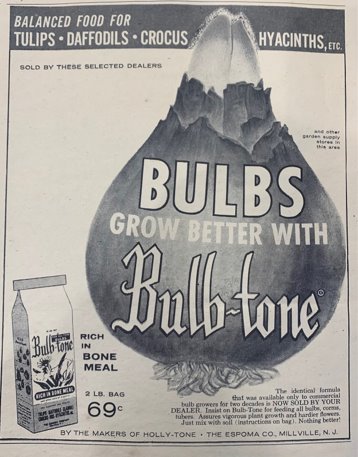 BALANCED FOOD FOR
TULIPS • DAFFODILS • CROCUS HYACINTHS, ETC.
SOLD BY THESE SELECTED DEALERS
and other
garden supply
stores in
this area
BULBS
GROW BETTER WITH
Bulb-tone®
Bulb-tone
RICH IN BONE MEAL
RICH
IN
BONE
MEAL
2 LB. BAG
69¢
The identical formula
that was available only to commercial
bulb growers for two decades is NOW SOLD BY YOUR
DEALER. Insist on Bulb-Tone for feeding all bulbs, corms,
tubers. Assures vigorous plant growth and hardier flowers.
Just mix with soil (instructions on bag). Nothing better!
BY THE MAKERS OF HOLLY-TONE • THE ESPOMA CO., MILLVILLE, N. J.